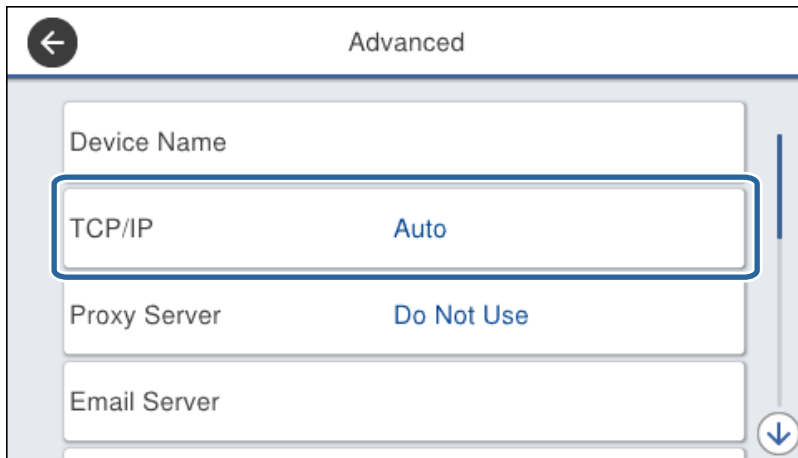 Advanced
Device Name
TCP/IP Auto
Proxy Server Do Not Use
Email Server